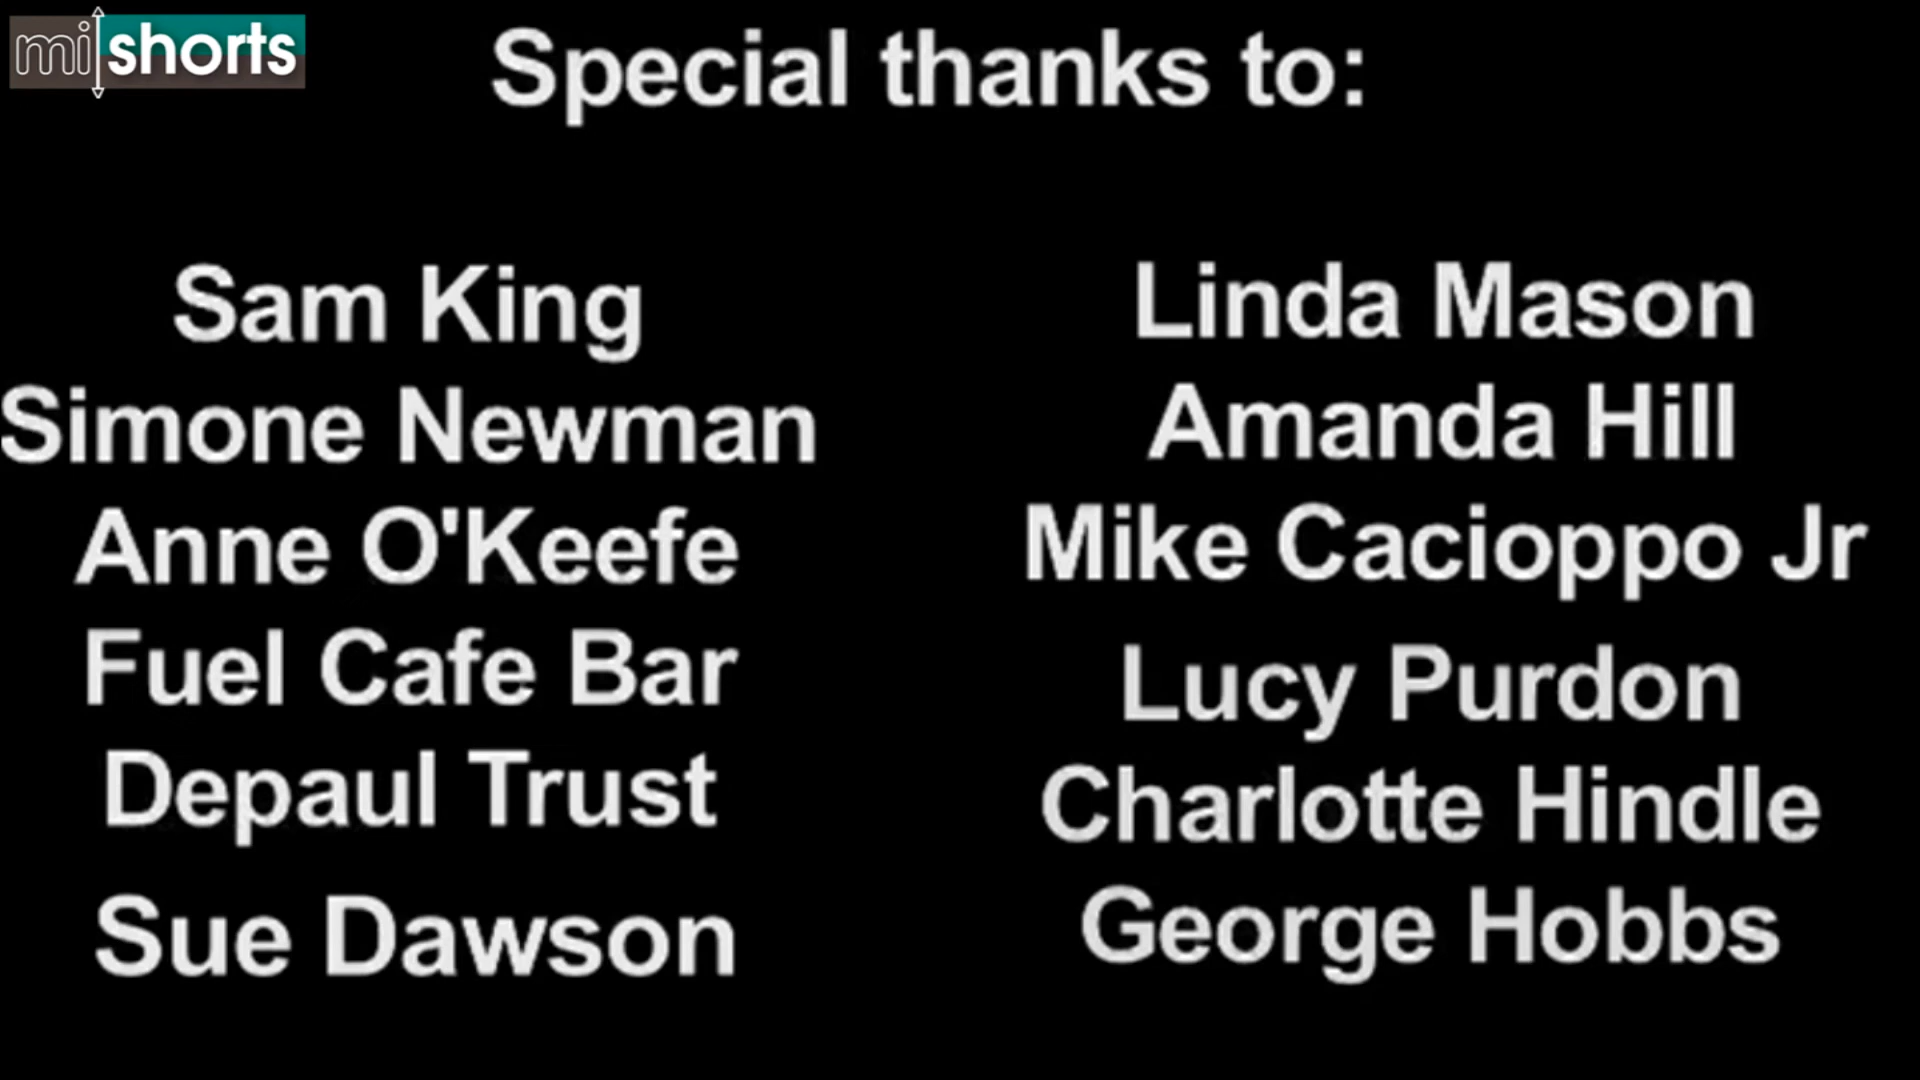 mi shorts
Special thanks to:
Sam King
Simone Newman
Anne O'Keefe
Fuel Cafe Bar
Depaul Trust
Sue Dawson
Linda Mason
Amanda Hill
Mike Cacioppo Jr
Lucy Purdon
Charlotte Hindle
George Hobbs